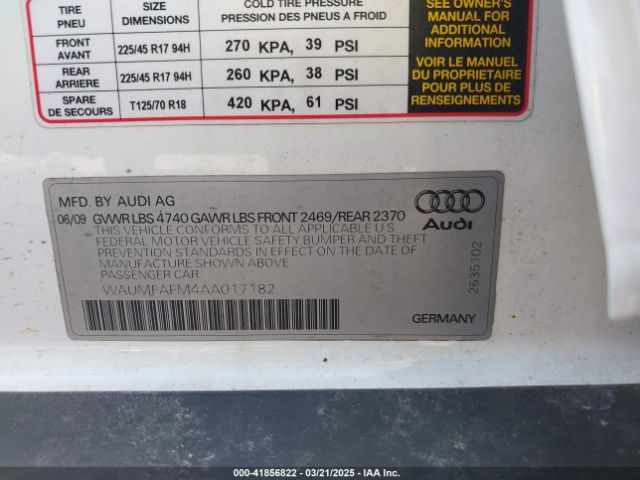 TIRE SIZE COLD TIRE PRESSURE
PNEU DIMENSIONS PRESSION DES PNEUS A FROID
FRONT AVANT 225/45 R17 94H 270 KPA, 39 PSI
REAR ARRIERE 225/45 R17 94H 260 KPA, 38 PSI
SPARE DE SECOURS T125/70 R18 420 KPA, 61 PSI
SEE OWNER'S
MANUAL FOR
ADDITIONAL
INFORMATION
VOIR LE MANUEL
DU PROPRIETAIRE
POUR PLUS DE
RENSEIGNEMENTS
MFD. BY AUDI AG
06/09 GVWR LBS 4740 GAWR LBS FRONT 2469/REAR 2370
THIS VEHICLE CONFORMS TO ALL APPLICABLE U S
FEDERAL MOTOR VEHICLE SAFETY BUMPER AND THEFT
PREVENTION STANDARDS IN EFFECT ON THE DATE OF
MANUFACTURE SHOWN ABOVE
PASSENGER CAR
WAUMFAFM4AA017182
Audi
2635102
GERMANY
000-41856822 — 03/21/2025 — IAA Inc.